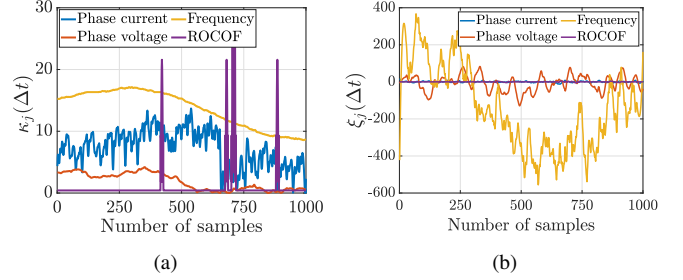 30
20
10
0
κj(Δt)
Phase current
Frequency
Phase voltage
ROCOF
0
250
500
750
1000
Number of samples
(a)
400
200
0
-200
-400
-600
ξj(Δt)
Phase current
Frequency
Phase voltage
ROCOF
0
250
500
750
1000
Number of samples
(b)